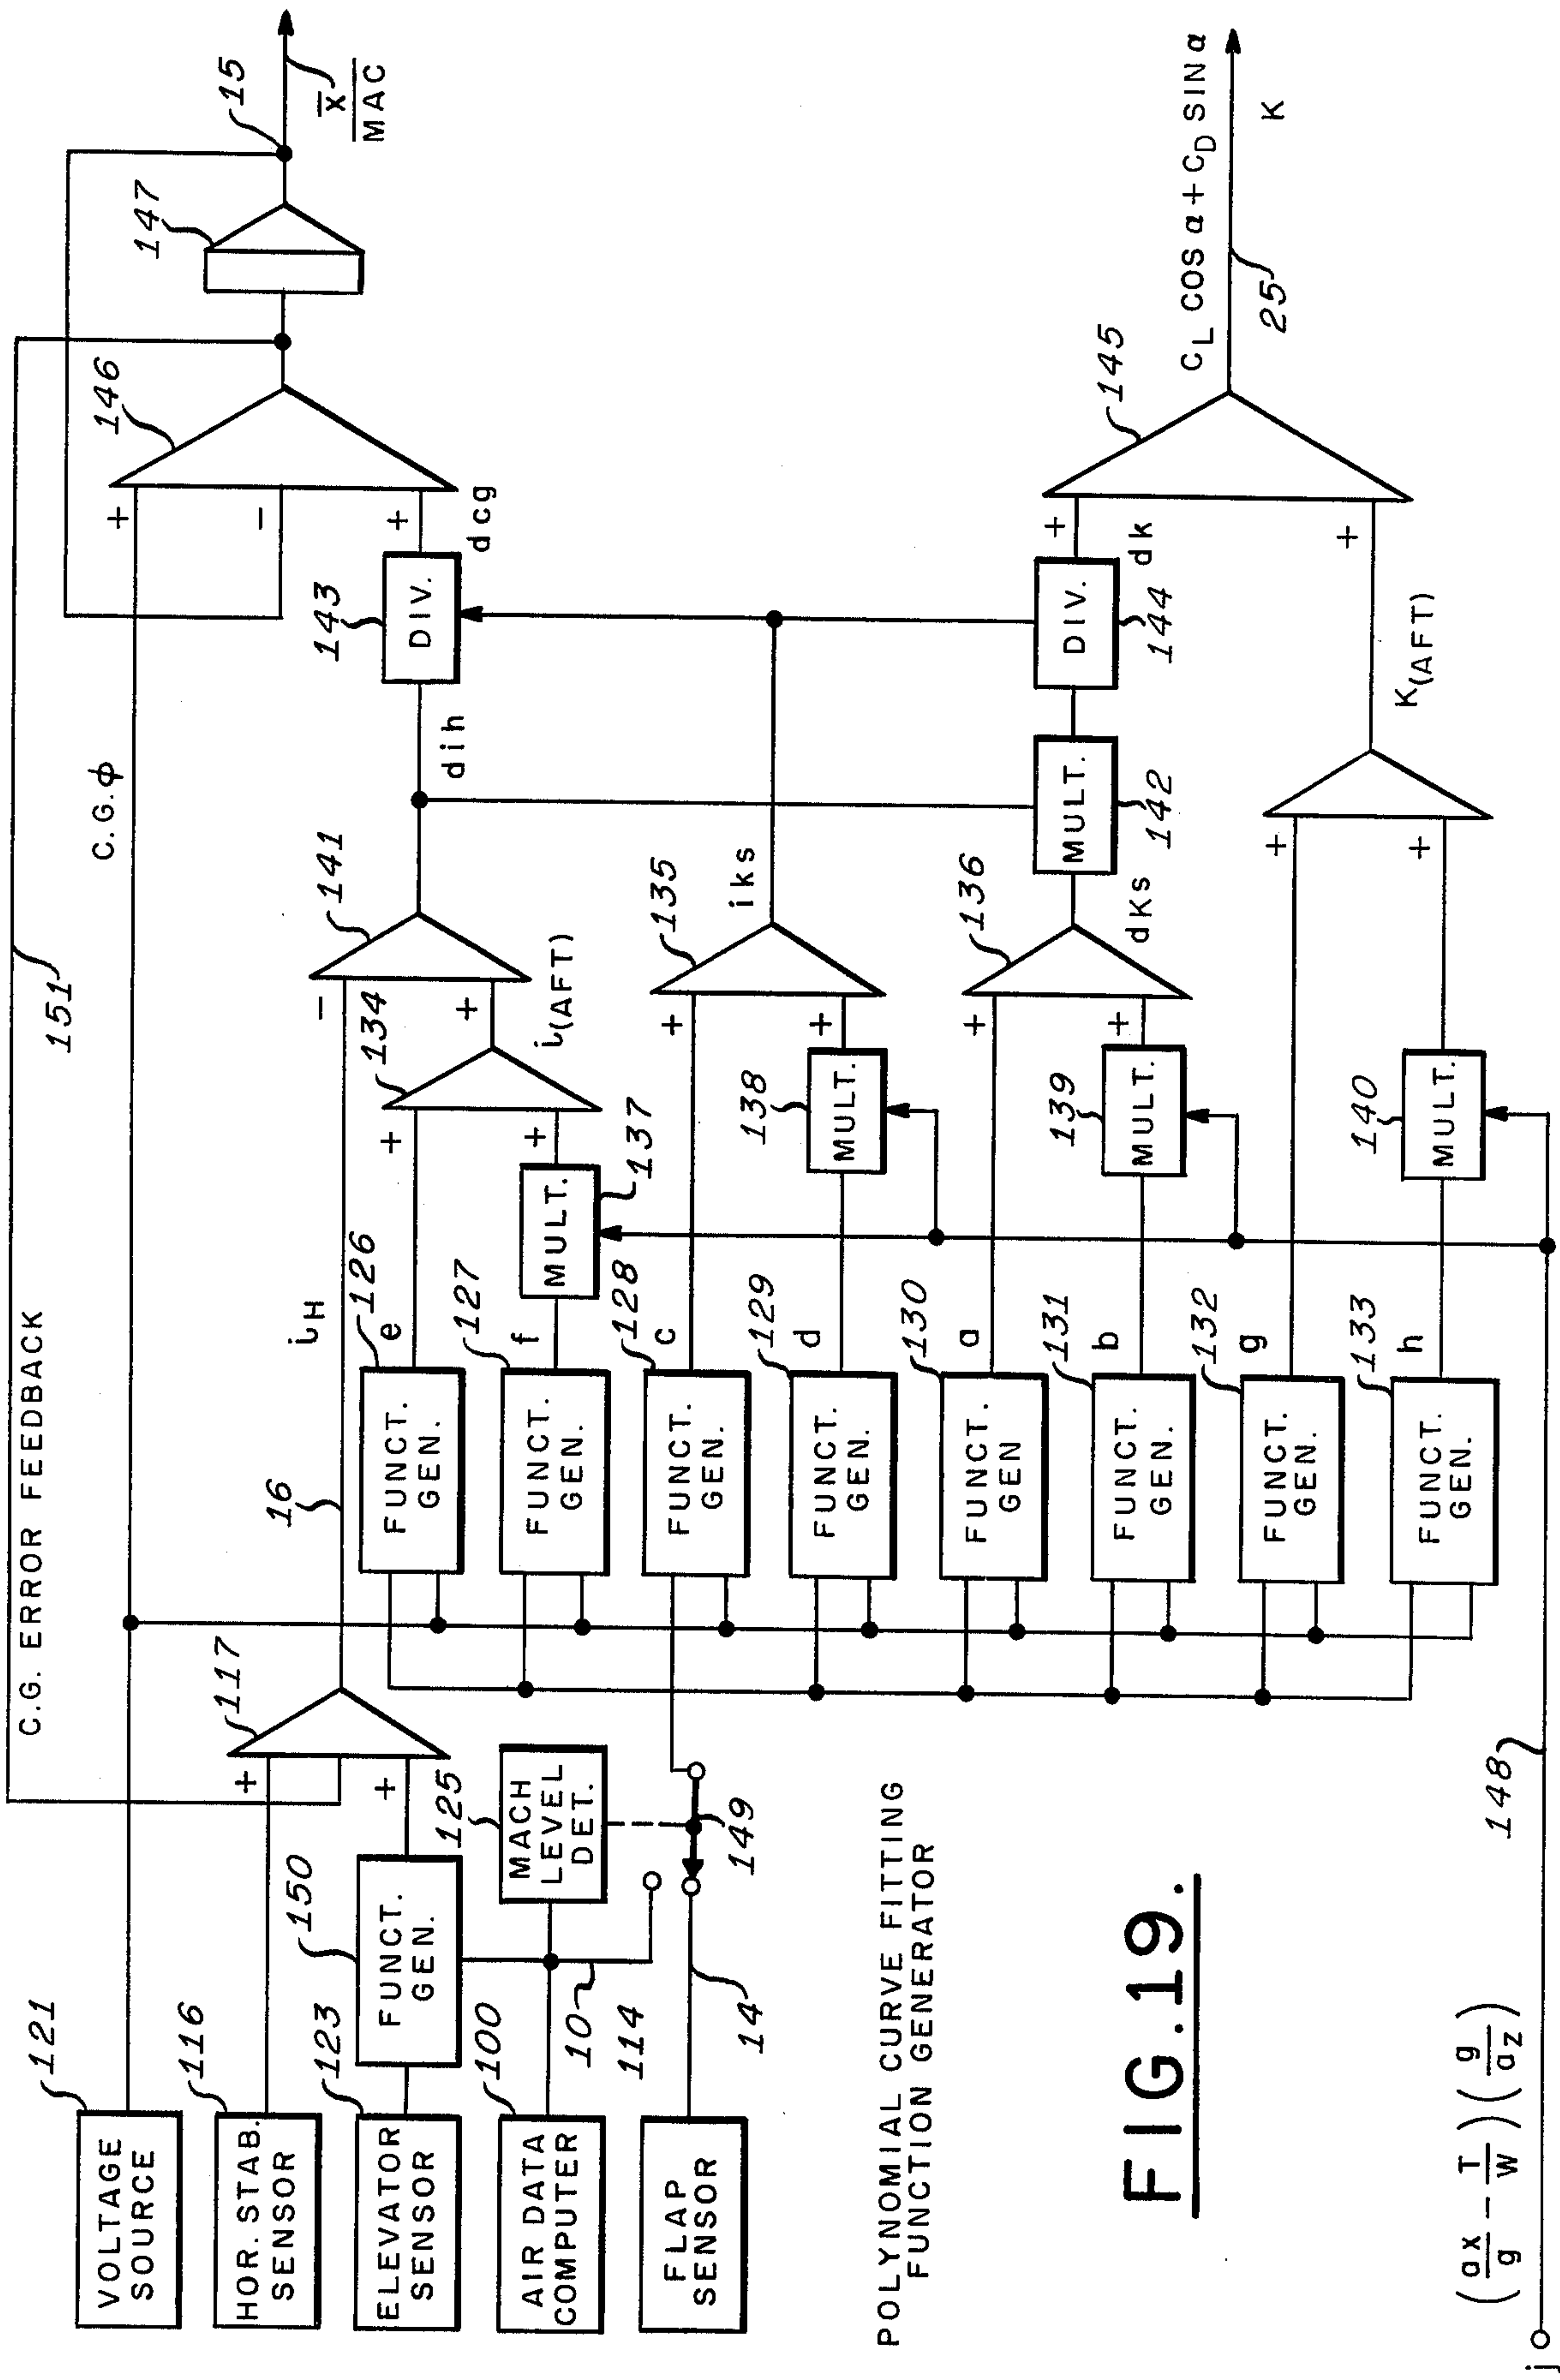 C.G. ERROR FEEDBACK
151
121
VOLTAGE
SOURCE
C.G.ϕ
116
HOR. STAB.
SENSOR
117
+
+
16
iH
123
ELEVATOR
SENSOR
150
FUNCT.
GEN.
100
AIR DATA
COMPUTER
10
125
MACH
LEVEL
DET.
114
FLAP
SENSOR
14
149
126
FUNCT.
GEN.
e
127
FUNCT.
GEN.
f
128
FUNCT.
GEN.
c
129
FUNCT.
GEN.
d
130
FUNCT.
GEN
a
131
FUNCT.
GEN.
b
132
FUNCT.
GEN.
g
133
FUNCT.
GEN.
h
MULT.
137
138
MULT.
139
MULT.
140
MULT.
+
+
134
i(AFT)
−
+
141
dih
+
+
135
iks
+
+
136
dKs
+
+
K(AFT)
MULT.
142
143
DIV.
dcg
DIV.
144
dk
+
−
+
146
147
15
x̄
MAC
+
+
145
CL COS α + CD SIN α
25
K
148
j
(ax/g − T/W) (g/az)
POLYNOMIAL CURVE FITTING
FUNCTION GENERATOR
FIG.19.